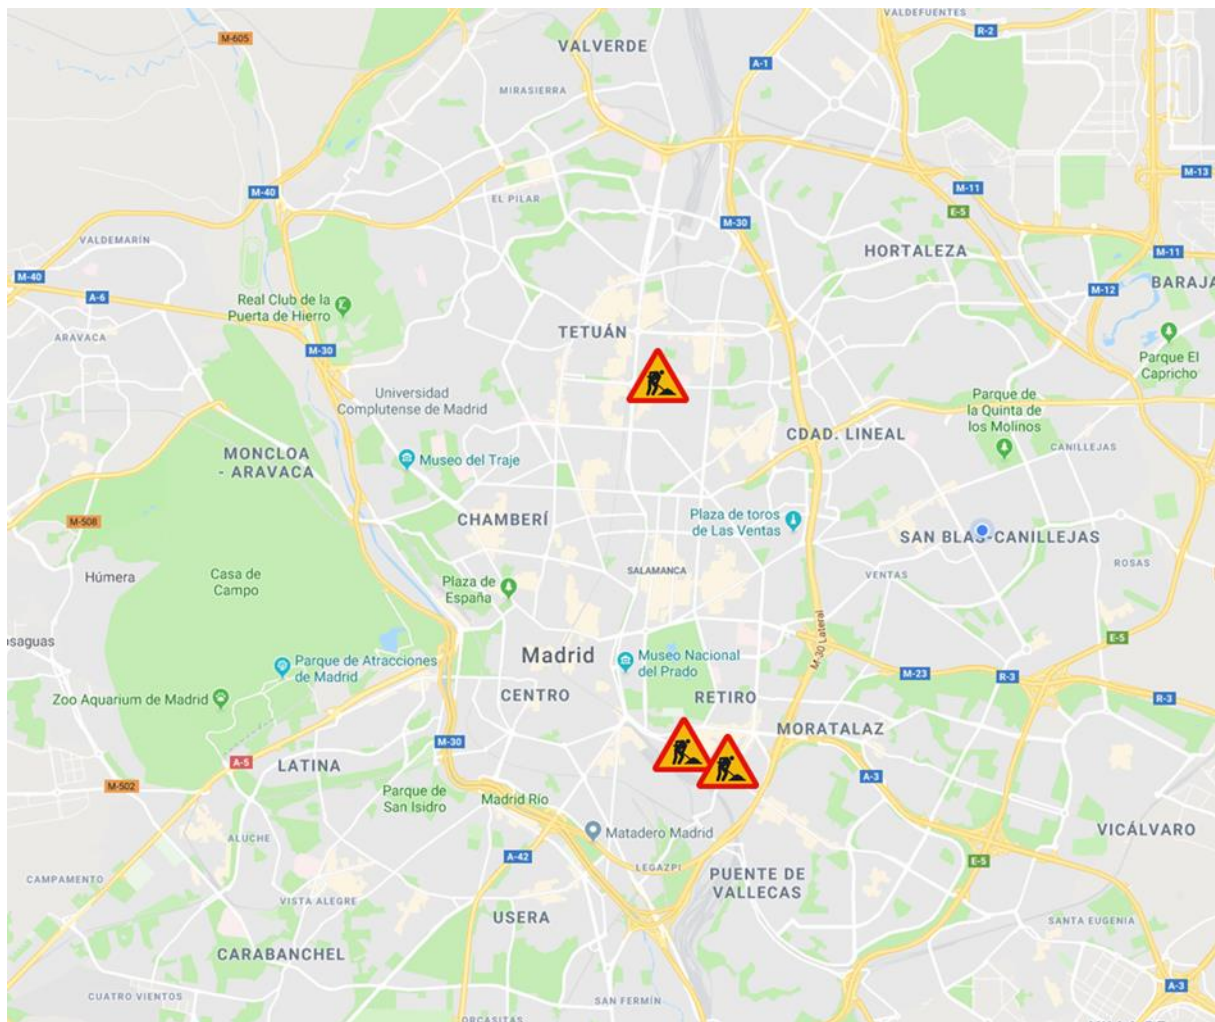 VALDEFUENTES
M-605
R-2
VALVERDE
A-1
MIRASIERRA
M-13
M-40
M-11
EL PILAR
E-5
M-30
VALDEMARÍN
HORTALEZA
M-11
M-40
A-6
M-12
BARAJA
Real Club de la
Puerta de Hierro
TETUÁN
ARAVACA
M-30
Parque El
Capricho
Universidad
Complutense de Madrid
Parque de
la Quinta de
los Molinos
CDAD. LINEAL
CANILLEJAS
MONCLOA
- ARAVACA
Museo del Traje
M-508
CHAMBERÍ
Plaza de toros
de Las Ventas
SAN BLAS-CANILLEJAS
ROSAS
Húmera
Casa de
Campo
SALAMANCA
VENTAS
Plaza de
España
M-30 Lateral
osaguas
E-5
Madrid
Museo Nacional
del Prado
Parque de Atracciones
de Madrid
M-23
R-3
R-3
Zoo Aquarium de Madrid
CENTRO
RETIRO
MORATALAZ
M-30
A-5
LATINA
A-3
M-502
Parque de
San Isidro
Madrid Río
Matadero Madrid
VICÁLVARO
ALUCHE
A-42
E-5
LEGAZPI
CAMPAMENTO
PUENTE DE
VALLECAS
VISTA ALEGRE
USERA
SANTA EUGENIA
CARABANCHEL
A-3
CUATRO VIENTOS
SAN FERMÍN
ORCASITAS